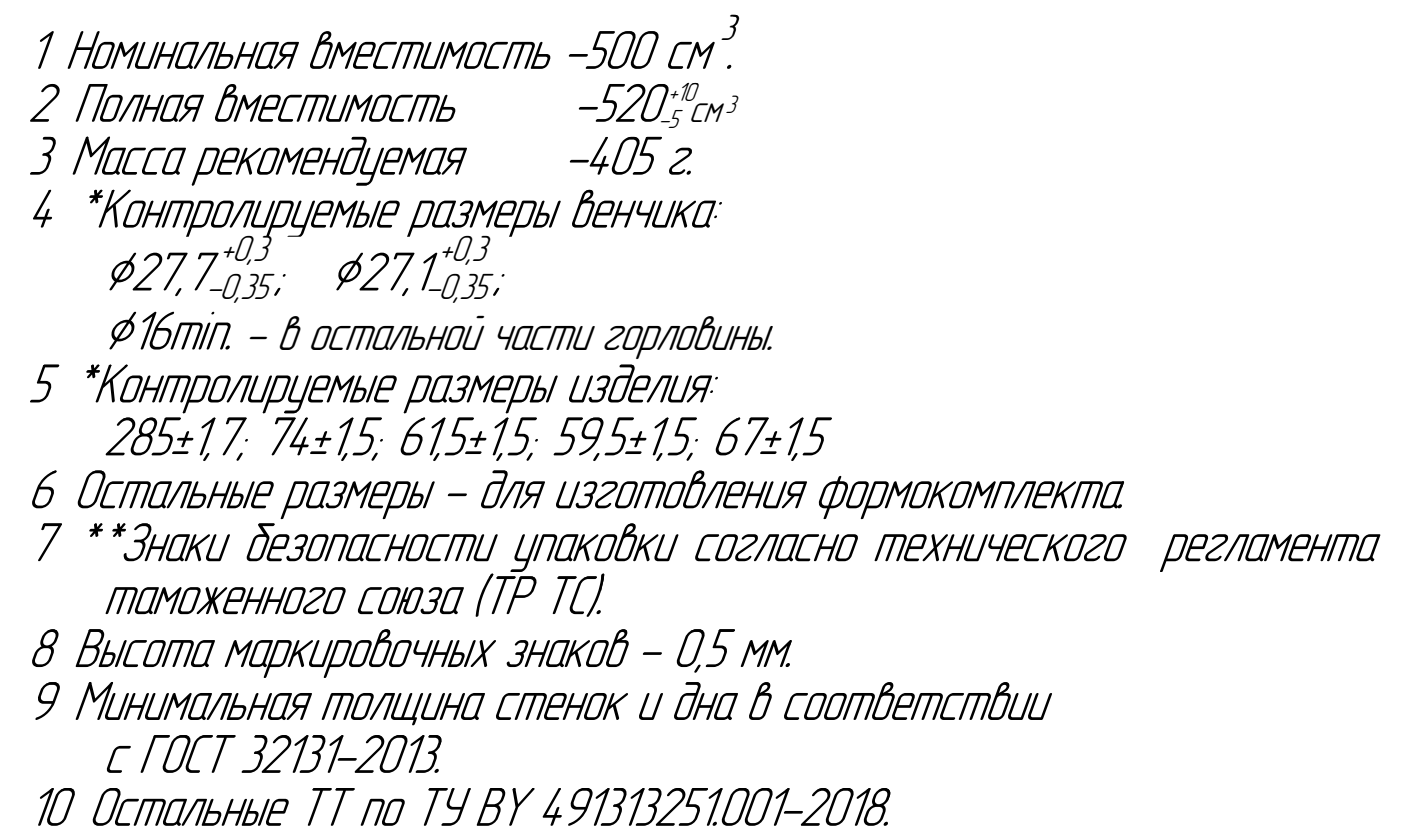 1 Номинальная вместимость –500 см³.
2 Полная вместимость –520 +10 –5 см³
3 Масса рекомендуемая –405 г.
4 *Контролируемые размеры венчика:
ϕ27,7 +0,3 –0,35; ϕ27,1 +0,3 –0,35;
ϕ16min. – в остальной части горловины.
5 *Контролируемые размеры изделия:
285±1,7; 74±1,5; 61,5±1,5; 59,5±1,5; 67±1,5
6 Остальные размеры – для изготовления формокомплекта.
7 **Знаки безопасности упаковки согласно технического регламента
таможенного союза (ТР ТС).
8 Высота маркировочных знаков – 0,5 мм.
9 Минимальная толщина стенок и дна в соответствии
с ГОСТ 32131–2013.
10 Остальные ТТ по ТУ BY 491313251.001–2018.